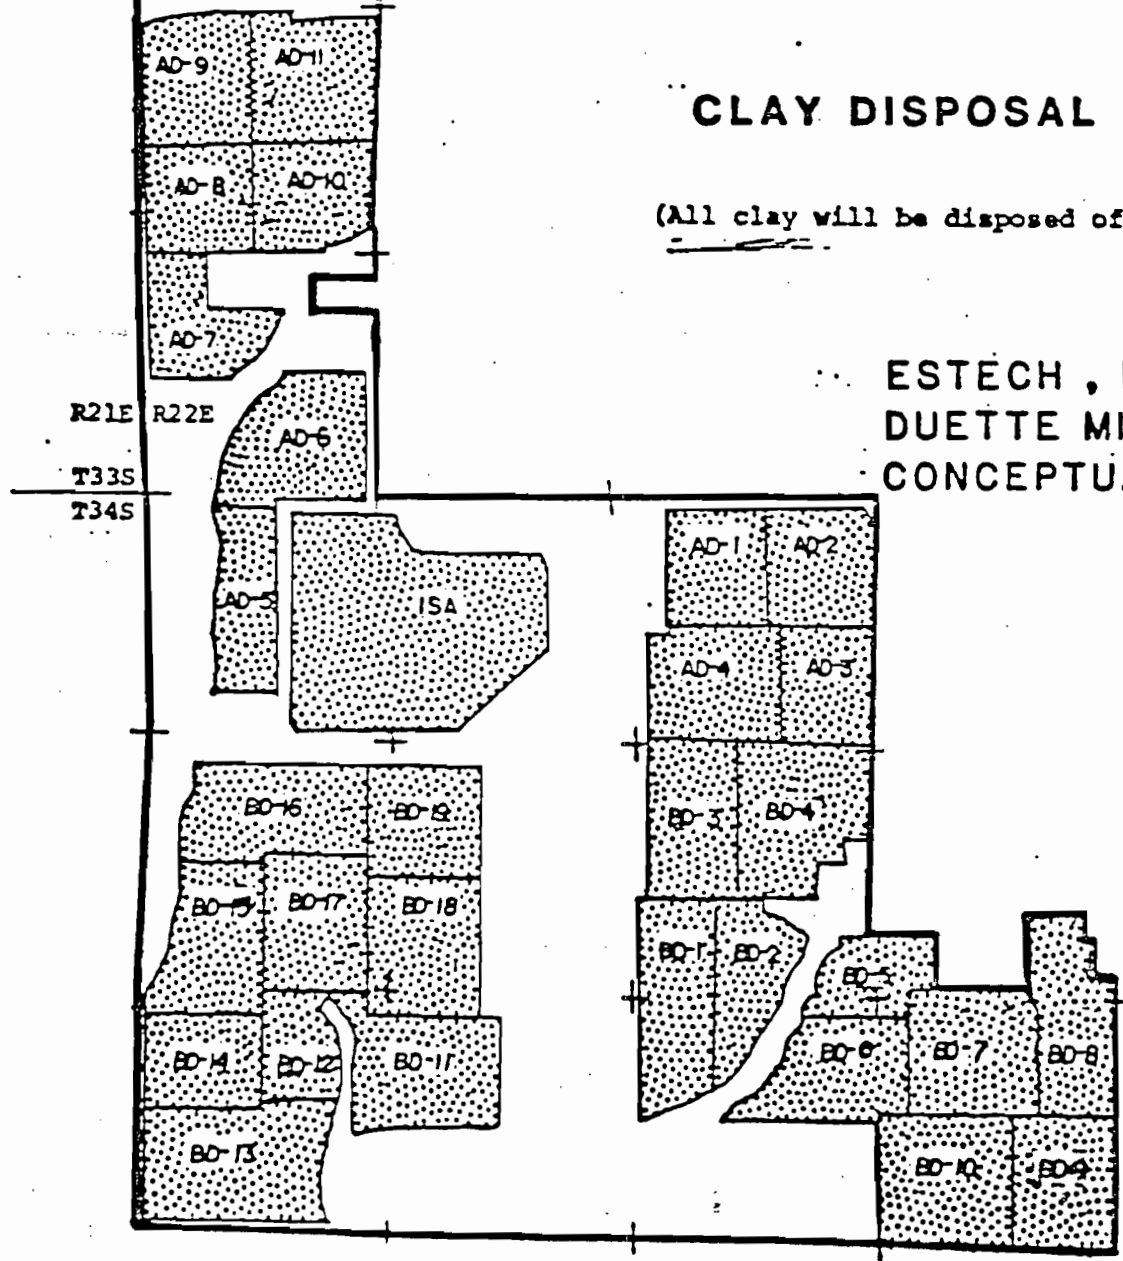 CLAY DISPOSAL
(All clay will be disposed of
ESTECH ,
DUETTE
CONCEPTU
AD-9
AD-11
AD-8
AD-10
AD-7
R21E R22E
AD-6
T33S
T34S
AD-5
ISA
AD-1
AD-2
AD-4
AD-3
BD-16
BD-19
BD-3
BD-4
BD-15
BD-17
BD-18
BD-1
BD-2
BD-5
BD-14
BD-12
BD-11
BD-6
BD-7
BD-8
BD-13
BD-10
BD-9